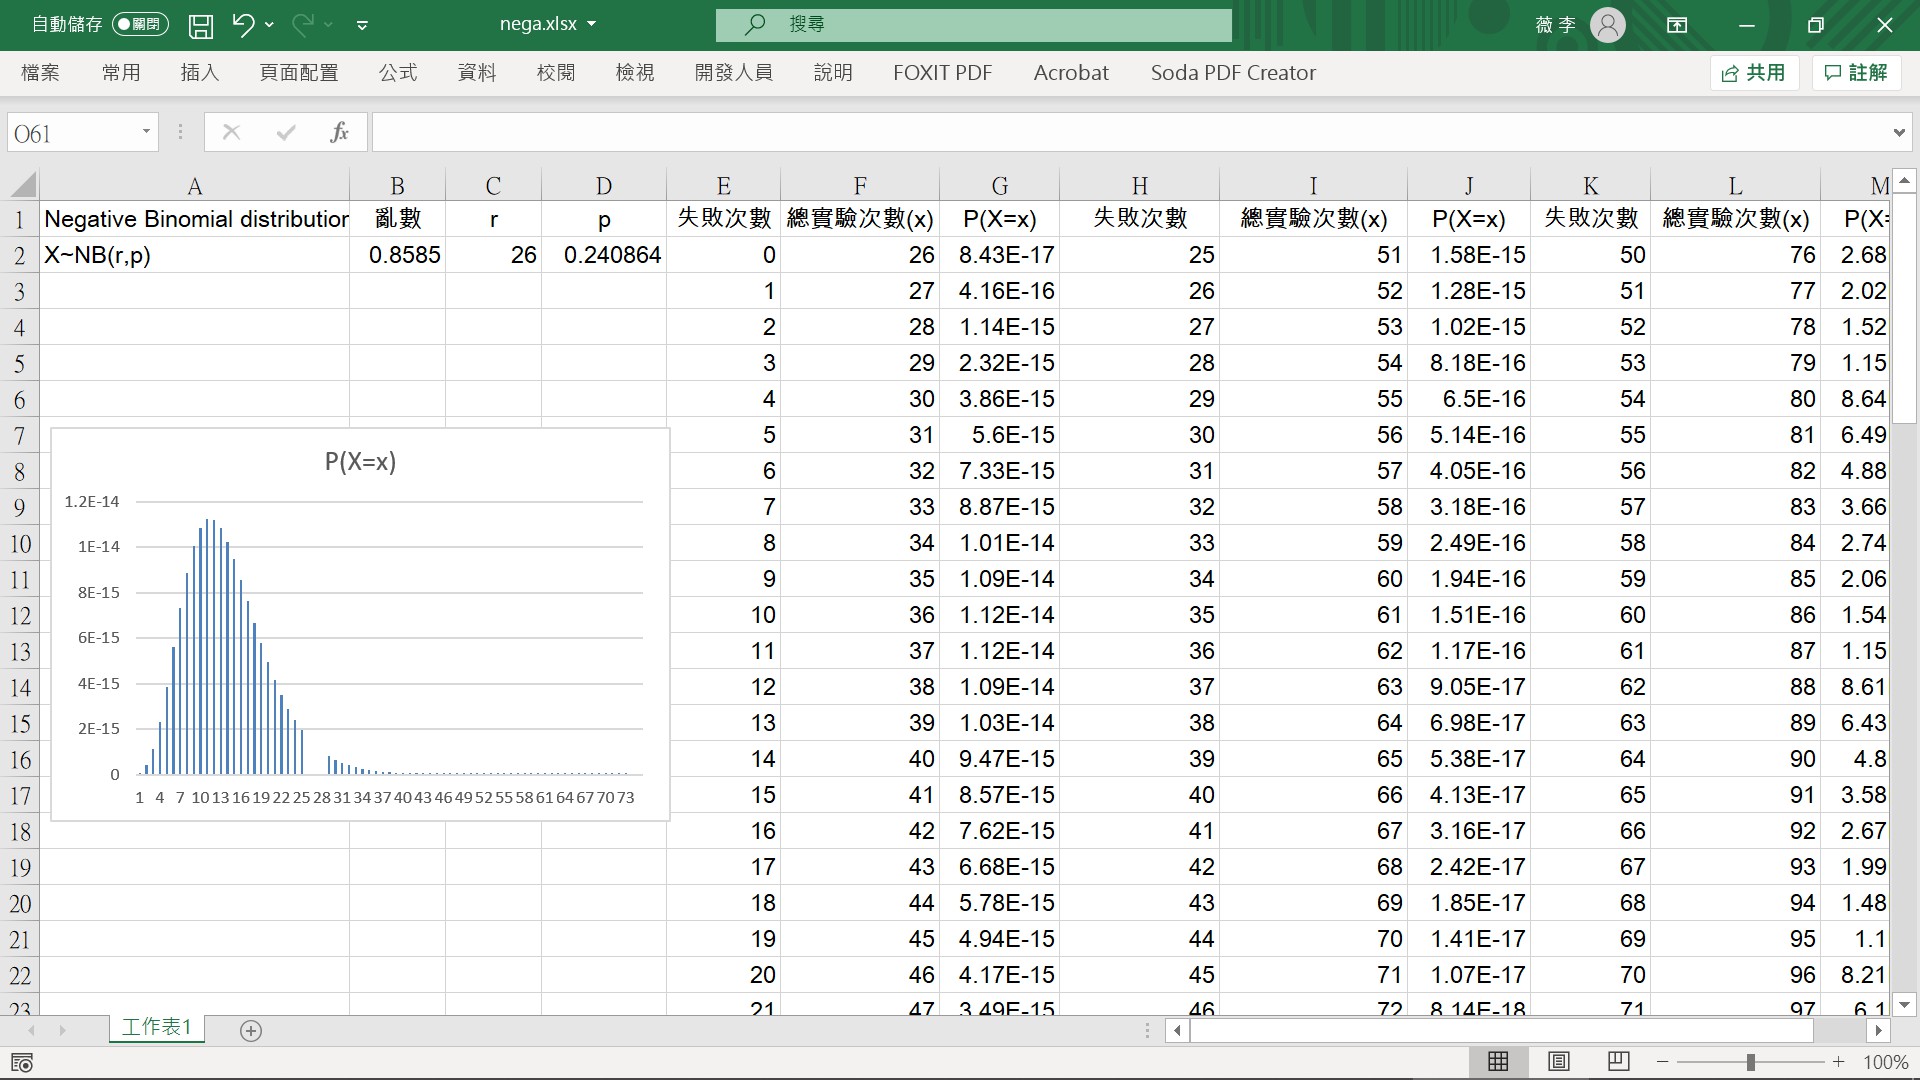 自動儲存 關閉 nega.xlsx 搜尋 薇 李
檔案 常用 插入 頁面配置 公式 資料 校閱 檢視 開發人員 說明 FOXIT PDF Acrobat Soda PDF Creator 共用 註解
O61 fx
A B C D E F G H I J K L M
1 Negative Binomial distribution 亂數 r p 失敗次數 總實驗次數(x) P(X=x) 失敗次數 總實驗次數(x) P(X=x) 失敗次數 總實驗次數(x) P(X=
2 X~NB(r,p) 0.8585 26 0.240864 0 26 8.43E-17 25 51 1.58E-15 50 76 2.68
3 1 27 4.16E-16 26 52 1.28E-15 51 77 2.02
4 2 28 1.14E-15 27 53 1.02E-15 52 78 1.52
5 3 29 2.32E-15 28 54 8.18E-16 53 79 1.15
6 4 30 3.86E-15 29 55 6.5E-16 54 80 8.64
7 5 31 5.6E-15 30 56 5.14E-16 55 81 6.49
8 6 32 7.33E-15 31 57 4.05E-16 56 82 4.88
9 7 33 8.87E-15 32 58 3.18E-16 57 83 3.66
10 8 34 1.01E-14 33 59 2.49E-16 58 84 2.74
11 9 35 1.09E-14 34 60 1.94E-16 59 85 2.06
12 10 36 1.12E-14 35 61 1.51E-16 60 86 1.54
13 11 37 1.12E-14 36 62 1.17E-16 61 87 1.15
14 12 38 1.09E-14 37 63 9.05E-17 62 88 8.61
15 13 39 1.03E-14 38 64 6.98E-17 63 89 6.43
16 14 40 9.47E-15 39 65 5.38E-17 64 90 4.8
17 15 41 8.57E-15 40 66 4.13E-17 65 91 3.58
18 16 42 7.62E-15 41 67 3.16E-17 66 92 2.67
19 17 43 6.68E-15 42 68 2.42E-17 67 93 1.99
20 18 44 5.78E-15 43 69 1.85E-17 68 94 1.48
21 19 45 4.94E-15 44 70 1.41E-17 69 95 1.1
22 20 46 4.17E-15 45 71 1.07E-17 70 96 8.21
23 21 47 3.49E-15 46 72 8.14E-18 71 97 6.1
P(X=x)
1.2E-14
1E-14
8E-15
6E-15
4E-15
2E-15
0
1 4 7 10 13 16 19 22 25 28 31 34 37 40 43 46 49 52 55 58 61 64 67 70 73
工作表1
100%